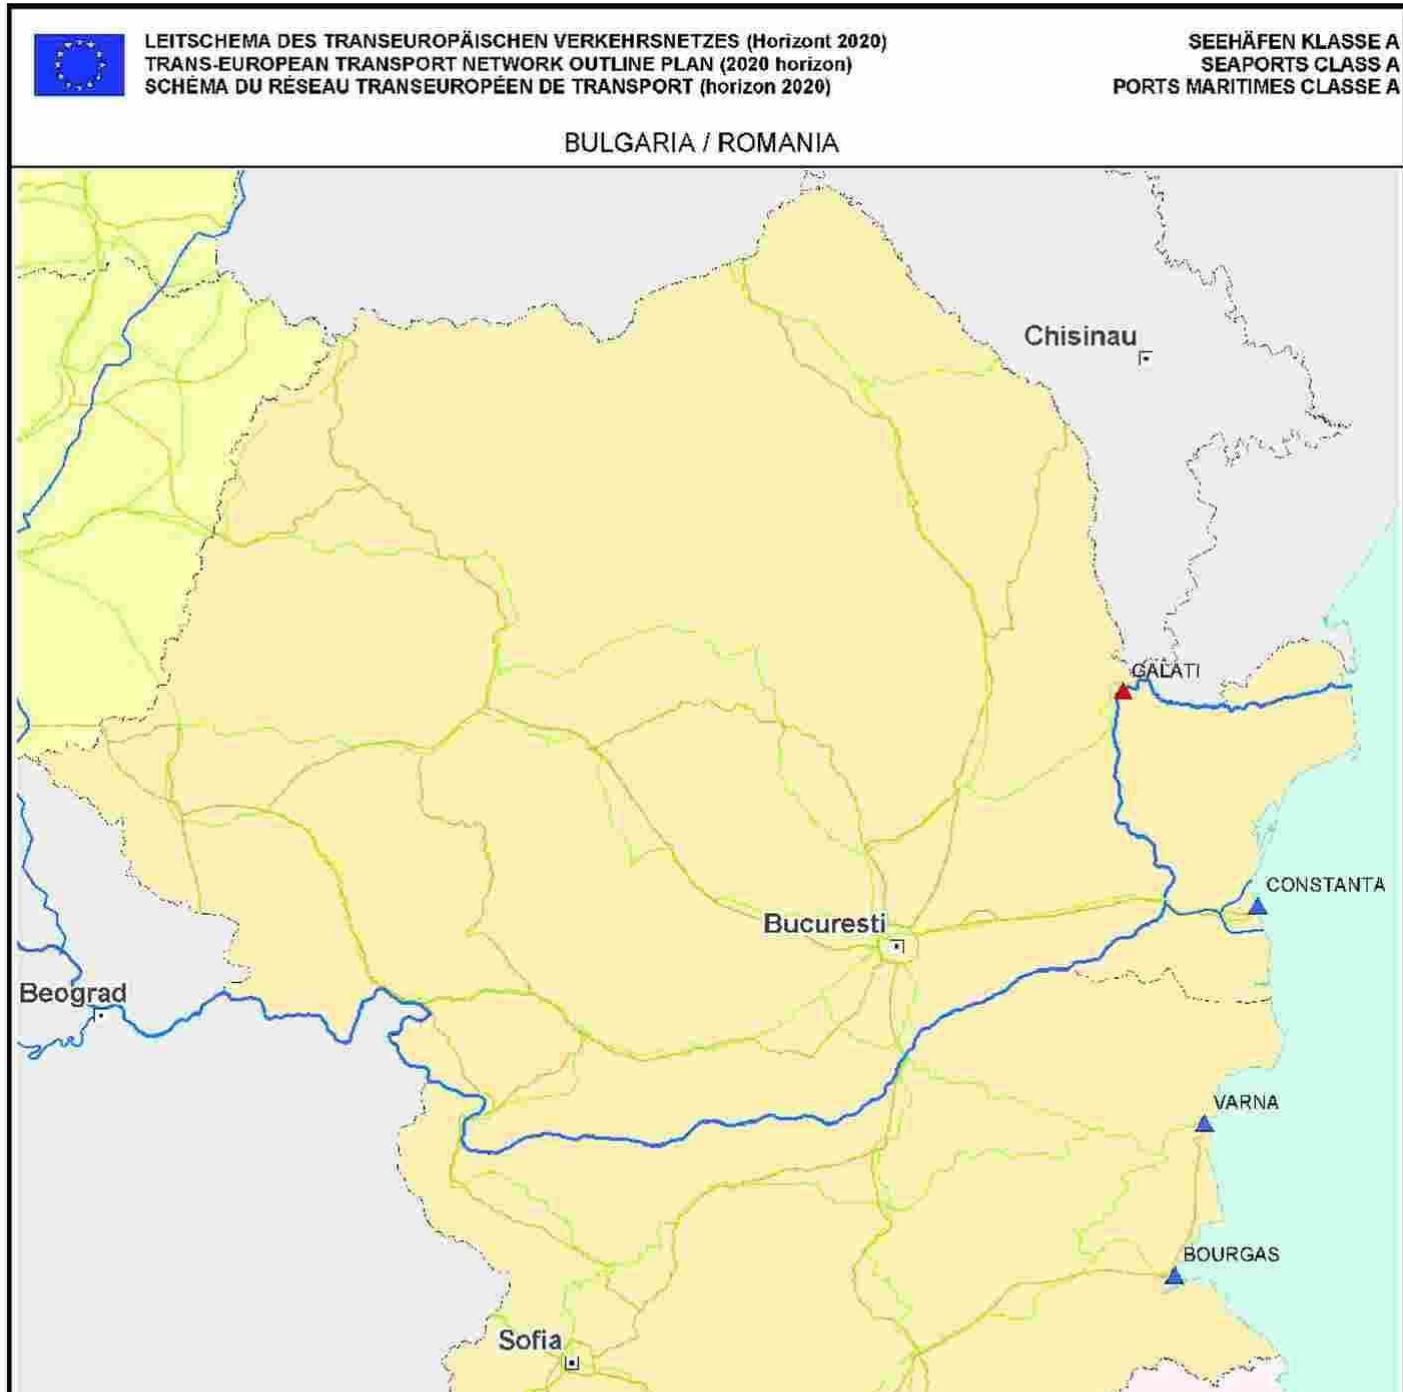 LEITSCHEMA DES TRANSEUROPÄISCHEN VERKEHRSNETZES (Horizont 2020)
TRANS-EUROPEAN TRANSPORT NETWORK OUTLINE PLAN (2020 horizon)
SCHÉMA DU RÉSEAU TRANSEUROPÉEN DE TRANSPORT (horizon 2020)
SEEHÄFEN KLASSE A
SEAPORTS CLASS A
PORTS MARITIMES CLASSE A
BULGARIA / ROMANIA
Chisinau
GALATI
CONSTANTA
Bucuresti
Beograd
VARNA
BOURGAS
Sofia